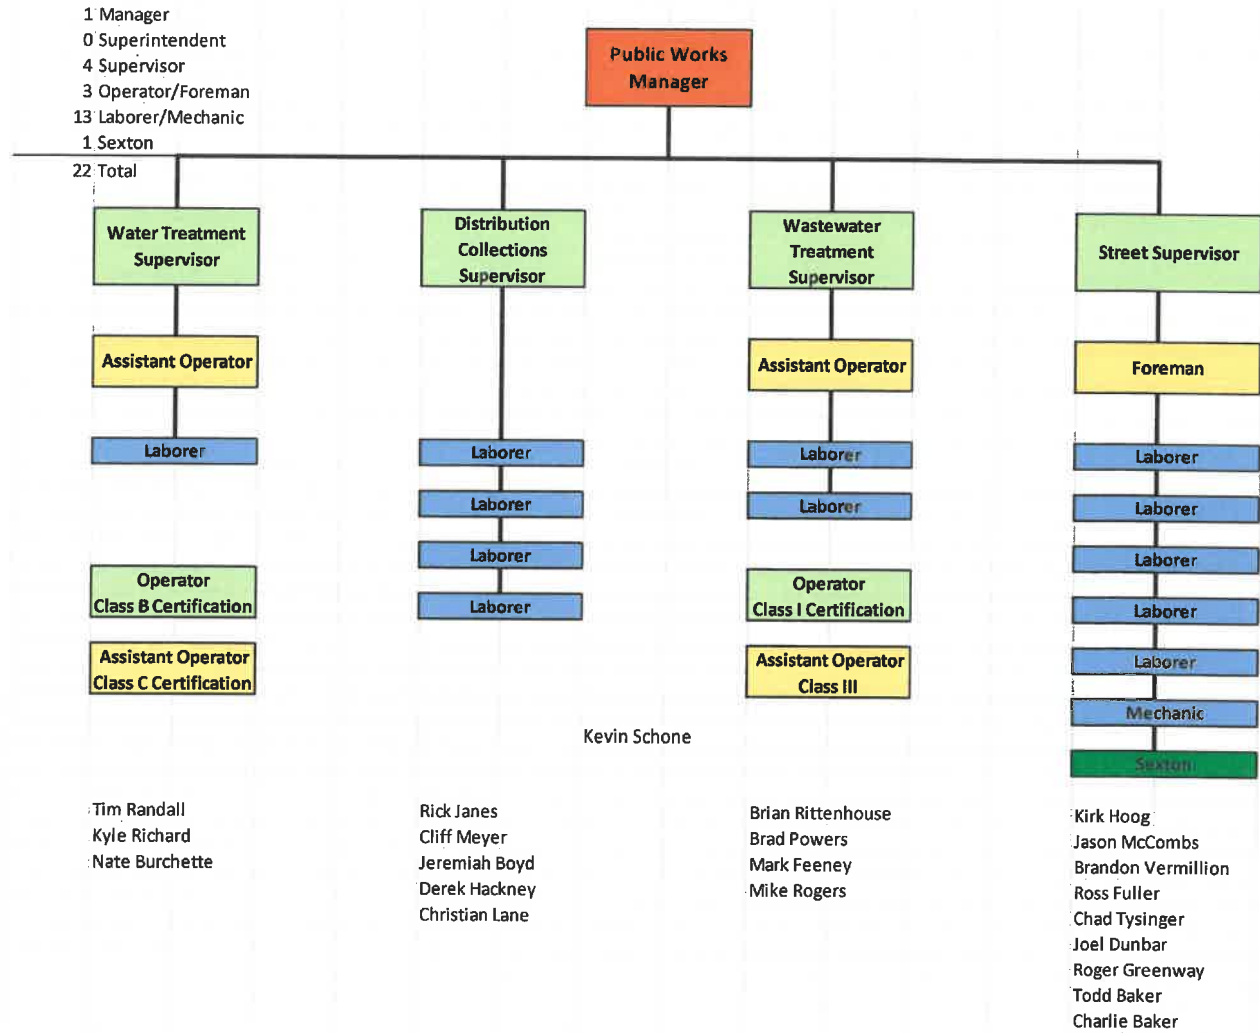 1 Manager
0 Superintendent
4 Supervisor
3 Operator/Foreman
13 Laborer/Mechanic
1 Sexton
22 Total
Public Works
Manager
Water Treatment
Supervisor
Assistant Operator
Laborer
Operator
Class B Certification
Assistant Operator
Class C Certification
Distribution
Collections
Supervisor
Laborer
Laborer
Laborer
Laborer
Wastewater
Treatment
Supervisor
Assistant Operator
Laborer
Laborer
Operator
Class I Certification
Assistant Operator
Class III
Street Supervisor
Foreman
Laborer
Laborer
Laborer
Laborer
Laborer
Mechanic
Sexton
Kevin Schone
Tim Randall
Kyle Richard
Nate Burchette
Rick Janes
Cliff Meyer
Jeremiah Boyd
Derek Hackney
Christian Lane
Brian Rittenhouse
Brad Powers
Mark Feeney
Mike Rogers
Kirk Hoog
Jason McCombs
Brandon Vermillion
Ross Fuller
Chad Tysinger
Joel Dunbar
Roger Greenway
Todd Baker
Charlie Baker